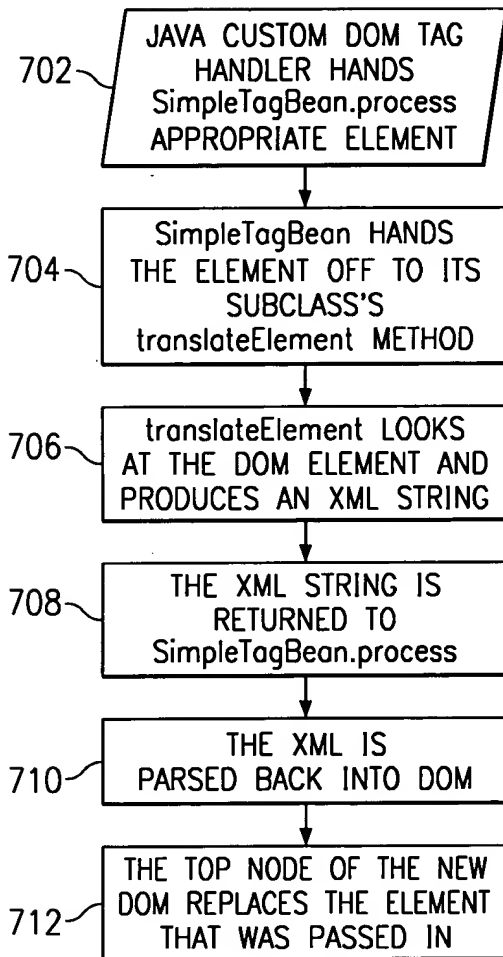 JAVA CUSTOM DOM TAG
702
HANDLER HANDS
SimpleTagBean.process
APPROPRIATE ELEMENT
SimpleTagBean HANDS
704
THE ELEMENT OFF TO ITS
SUBCLASS'S
translateElement METHOD
translateElement LOOKS
706
AT THE DOM ELEMENT AND
PRODUCES AN XML STRING
708
THE XML STRING IS
RETURNED TO
SimpleTagBean.process
THE XML IS
710
PARSED BACK INTO DOM
THE TOP NODE OF THE NEW
712
DOM REPLACES THE ELEMENT
THAT WAS PASSED IN